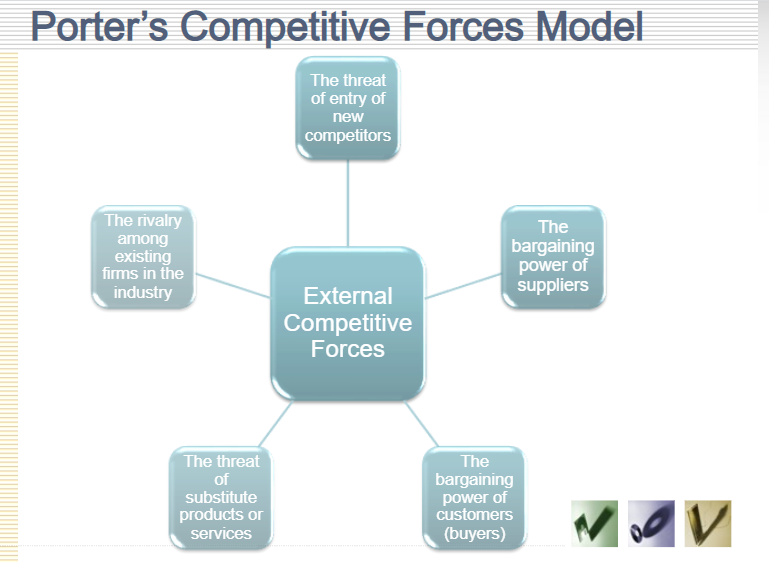 Porter’s Competitive Forces Model
The threat
of entry of
new
competitors
The rivalry
among
existing
firms in the
industry
The
bargaining
power of
suppliers
External
Competitive
Forces
The threat
of
substitute
products or
services
The
bargaining
power of
customers
(buyers)